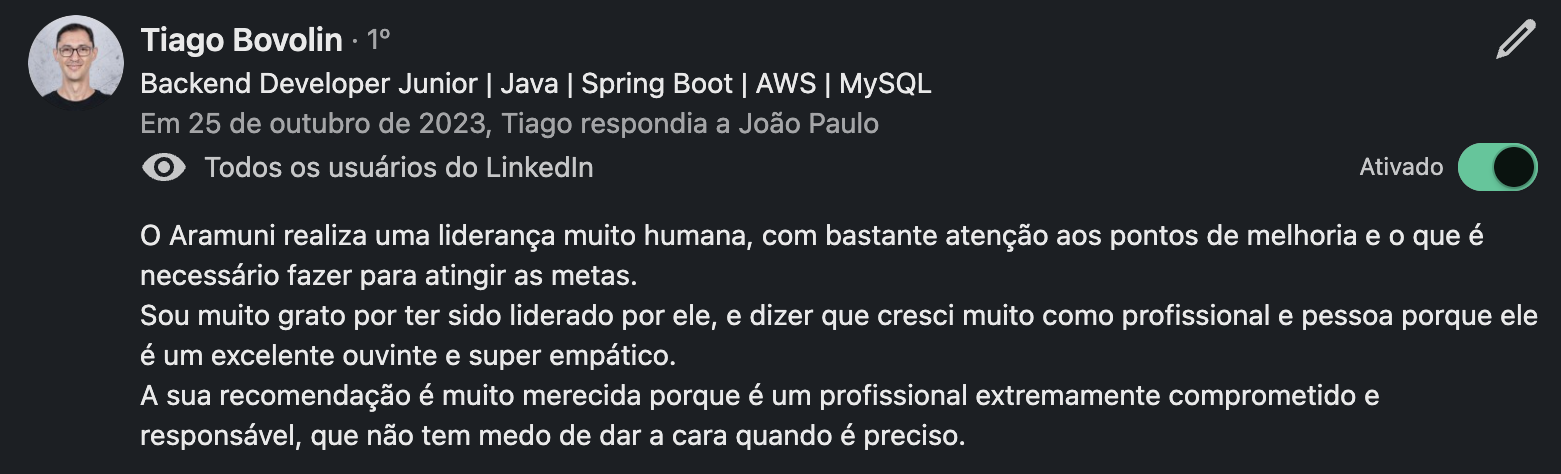 Tiago Bovolin · 1º
Backend Developer Junior | Java | Spring Boot | AWS | MySQL
Em 25 de outubro de 2023, Tiago respondia a João Paulo
Todos os usuários do LinkedIn
Ativado
O Aramuni realiza uma liderança muito humana, com bastante atenção aos pontos de melhoria e o que é
necessário fazer para atingir as metas.
Sou muito grato por ter sido liderado por ele, e dizer que cresci muito como profissional e pessoa porque ele
é um excelente ouvinte e super empático.
A sua recomendação é muito merecida porque é um profissional extremamente comprometido e
responsável, que não tem medo de dar a cara quando é preciso.